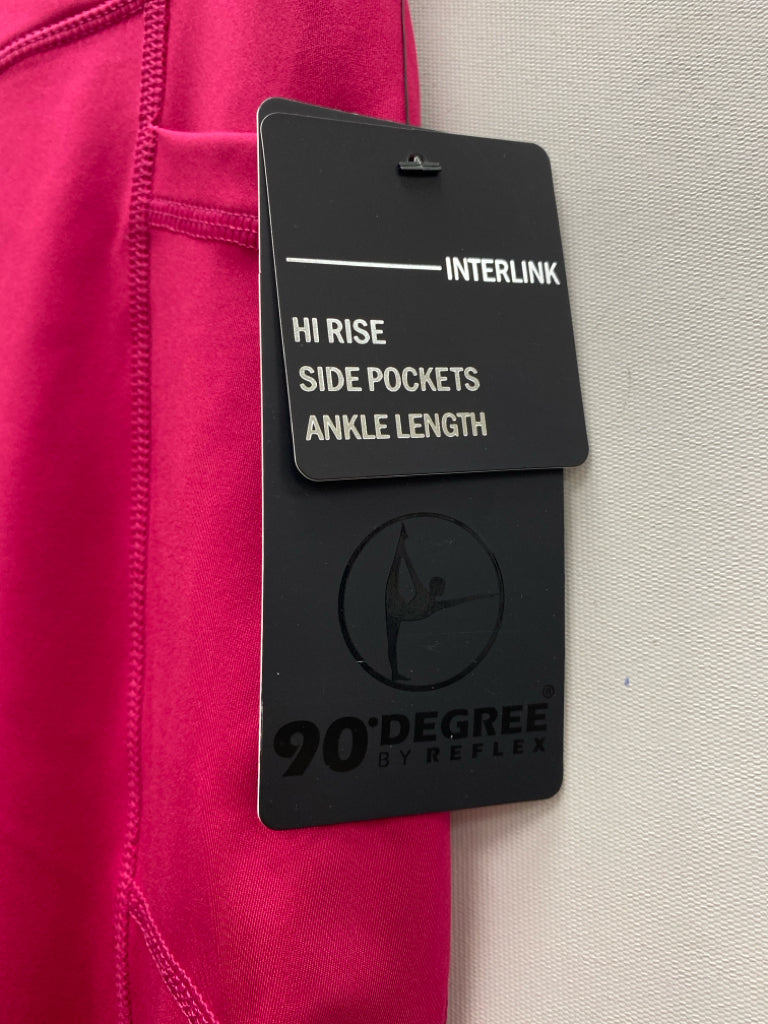 INTERLINK
HI RISE
SIDE POCKETS
ANKLE LENGTH
90° DEGREE®
BY REFLEX